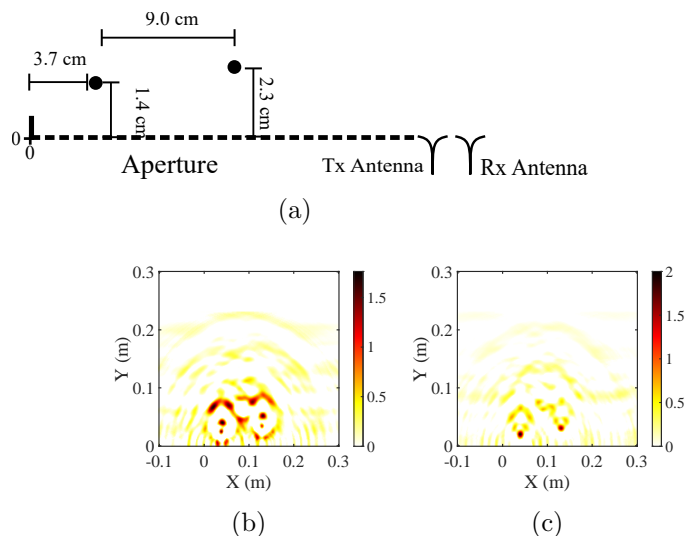 9.0 cm
3.7 cm
1.4 cm
2.3 cm
0
0
Aperture
Tx Antenna
Rx Antenna
(a)
0.3
0.2
0.1
0
Y (m)
-0.1 0 0.1 0.2 0.3
X (m)
1.5
1
0.5
0
(b)
0.3
0.2
0.1
0
Y (m)
-0.1 0 0.1 0.2 0.3
X (m)
2
1.5
1
0.5
0
(c)